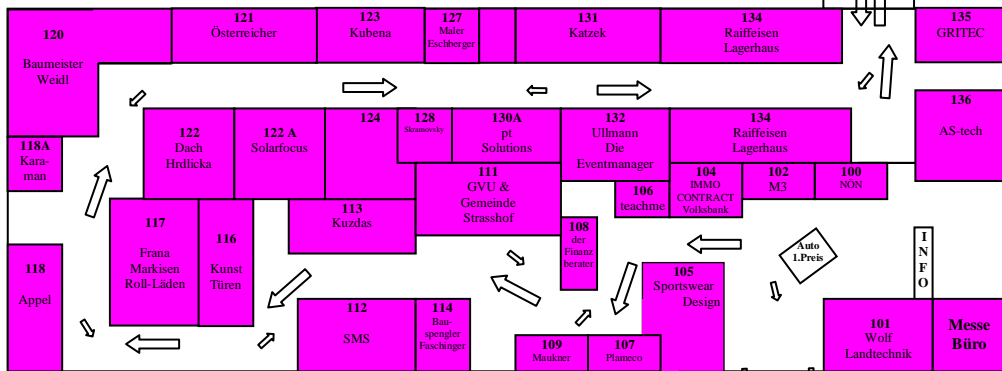 120
Baumeister
Weidl
121
Österreicher
123
Kubena
127
Maler
Eschberger
131
Katzek
134
Raiffeisen
Lagerhaus
135
GRITEC
118A
Kara-
man
122
Dach
Hrdlicka
122 A
Solarfocus
124
128
Skramovsky
130A
pt
Solutions
132
Ullmann
Die
Eventmanager
134
Raiffeisen
Lagerhaus
136
AS-tech
111
GVU &
Gemeinde
Strasshof
106
teachme
104
IMMO
CONTRACT
Volksbank
102
M3
100
NON
117
Frana
Markisen
Roll-Läden
116
Kunst
Türen
113
Kuzdas
108
der
Finanz
berater
Auto
1.Preis
I
N
F
O
118
Appel
105
Sportswear
Design
112
SMS
114
Bau-
spengler
Faschinger
109
Maukner
107
Plameco
101
Wolf
Landtechnik
Messe
Büro